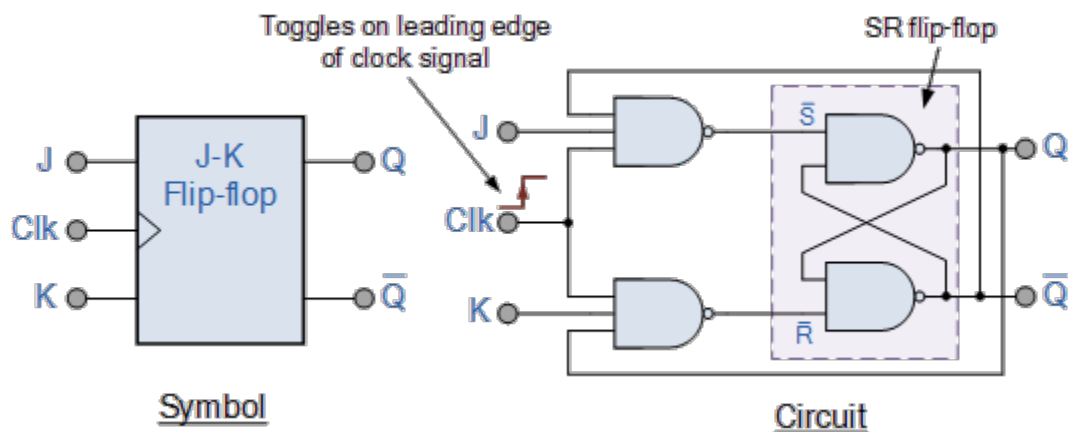 Toggles on leading edge
of clock signal
SR flip-flop
J
Clk
K
J-K
Flip-flop
Q
Q̅
Symbol
J
Clk
K
S̅
R̅
Q
Q̅
Circuit